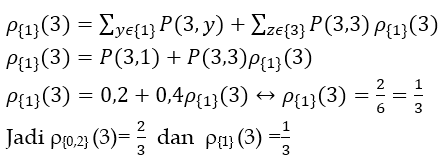 ρ{1}(3) = ∑yϵ{1} P(3, y) + ∑zϵ{3} P(3,3) ρ{1}(3)
ρ{1}(3) = P(3,1) + P(3,3)ρ{1}(3)
ρ{1}(3) = 0,2 + 0,4ρ{1}(3) ↔ ρ{1}(3) = 2/6 = 1/3
Jadi ρ{0,2}(3)= 2/3 dan ρ{1}(3) =1/3